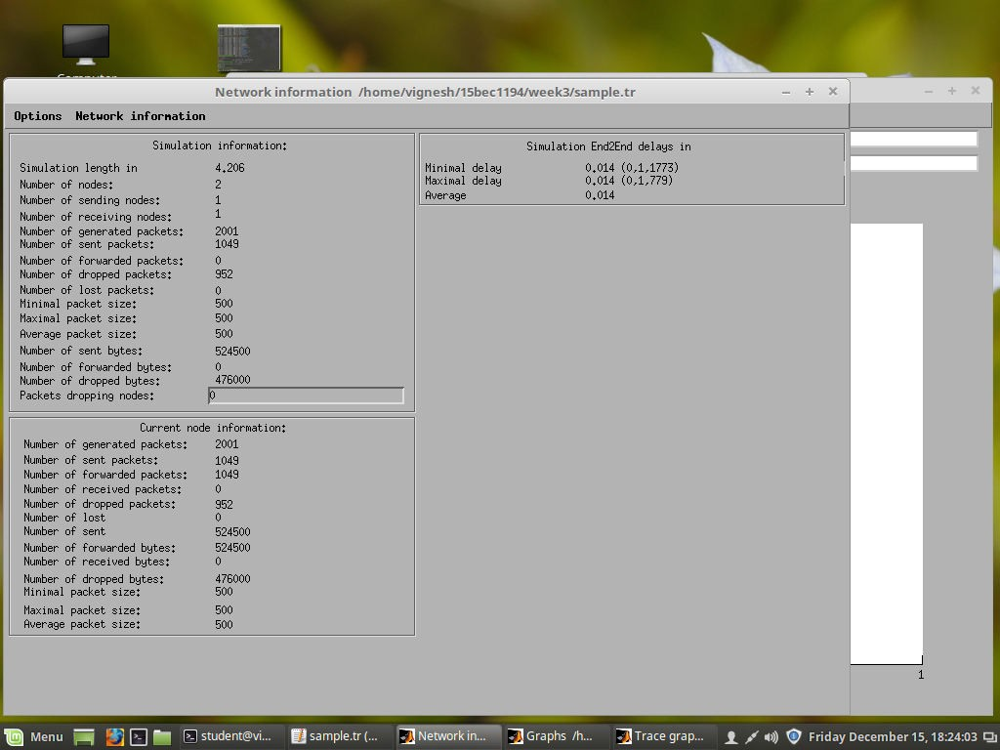 Computer
Network information /home/vignesh/15bec1194/week3/sample.tr
Options Network information
Simulation information:
Simulation length in 4.206
Number of nodes: 2
Number of sending nodes: 1
Number of receiving nodes: 1
Number of generated packets: 2001
Number of sent packets: 1049
Number of forwarded packets: 0
Number of dropped packets: 952
Number of lost packets: 0
Minimal packet size: 500
Maximal packet size: 500
Average packet size: 500
Number of sent bytes: 524500
Number of forwarded bytes: 0
Number of dropped bytes: 476000
Packets dropping nodes: 0
Simulation End2End delays in
Minimal delay 0.014 (0,1,1773)
Maximal delay 0.014 (0,1,779)
Average 0.014
Current node information:
Number of generated packets: 2001
Number of sent packets: 1049
Number of forwarded packets: 1049
Number of received packets: 0
Number of dropped packets: 952
Number of lost 0
Number of sent 524500
Number of forwarded bytes: 524500
Number of received bytes: 0
Number of dropped bytes: 476000
Minimal packet size: 500
Maximal packet size: 500
Average packet size: 500
1
Menu student@vi... sample.tr (... Network in... Graphs /h... Trace grap... Friday December 15, 18:24:03